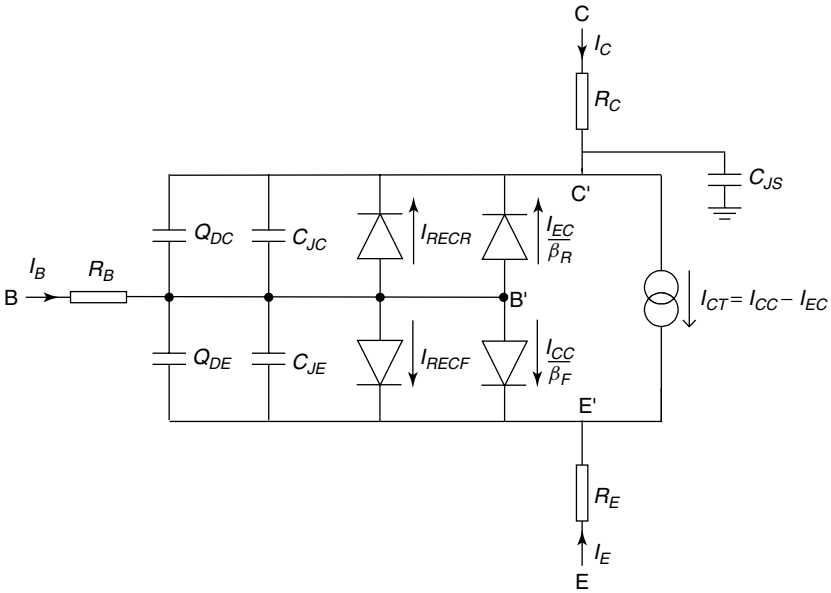 C
I_C
R_C
C_JS
C'
Q_DC
C_JC
I_RECR
I_EC
β_R
I_B
R_B
B
B'
I_CT = I_CC – I_EC
Q_DE
C_JE
I_RECF
I_CC
β_F
E'
R_E
I_E
E